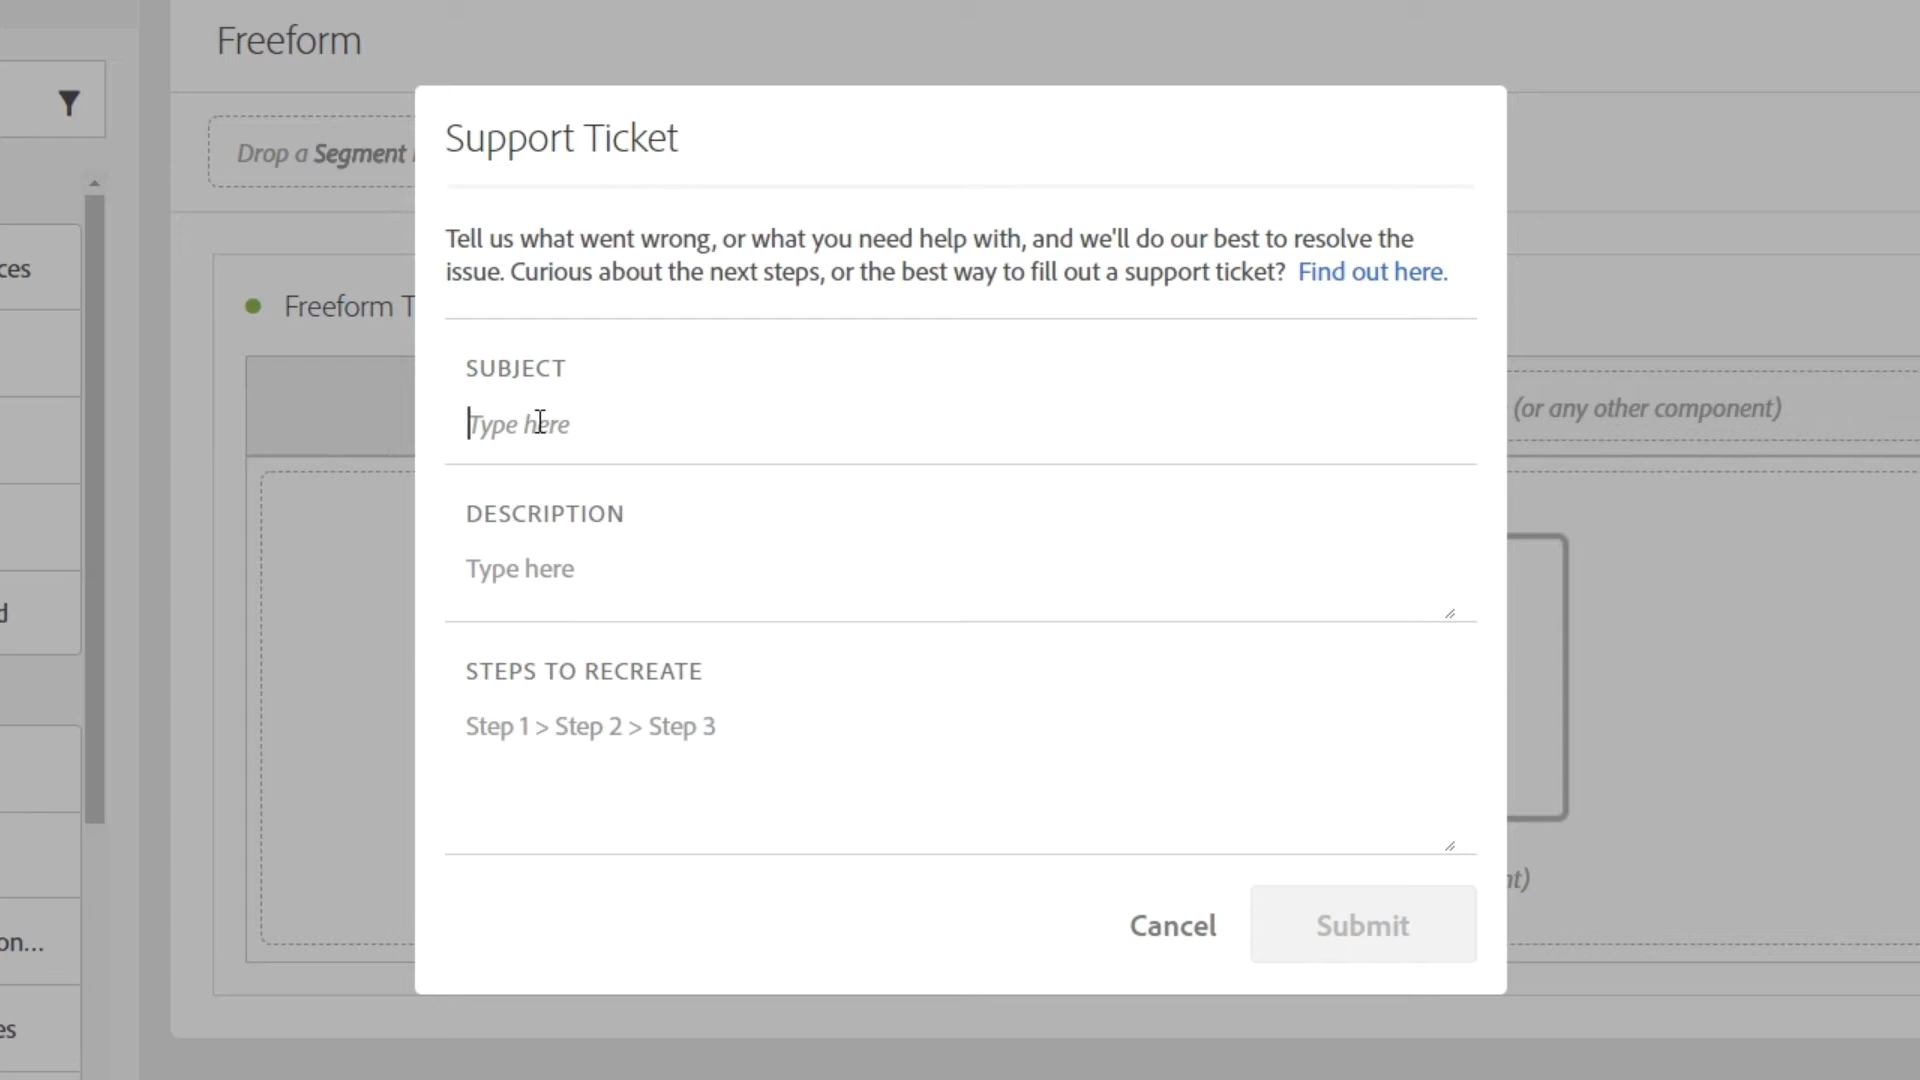 Freeform
Drop a Segment
Support Ticket
Tell us what went wrong, or what you need help with, and we'll do our best to resolve the
issue. Curious about the next steps, or the best way to fill out a support ticket? Find out here.
ces
Freeform T
SUBJECT
Type here
(or any other component)
DESCRIPTION
Type here
d
STEPS TO RECREATE
Step 1 > Step 2 > Step 3
nt)
Cancel
Submit
on...
es